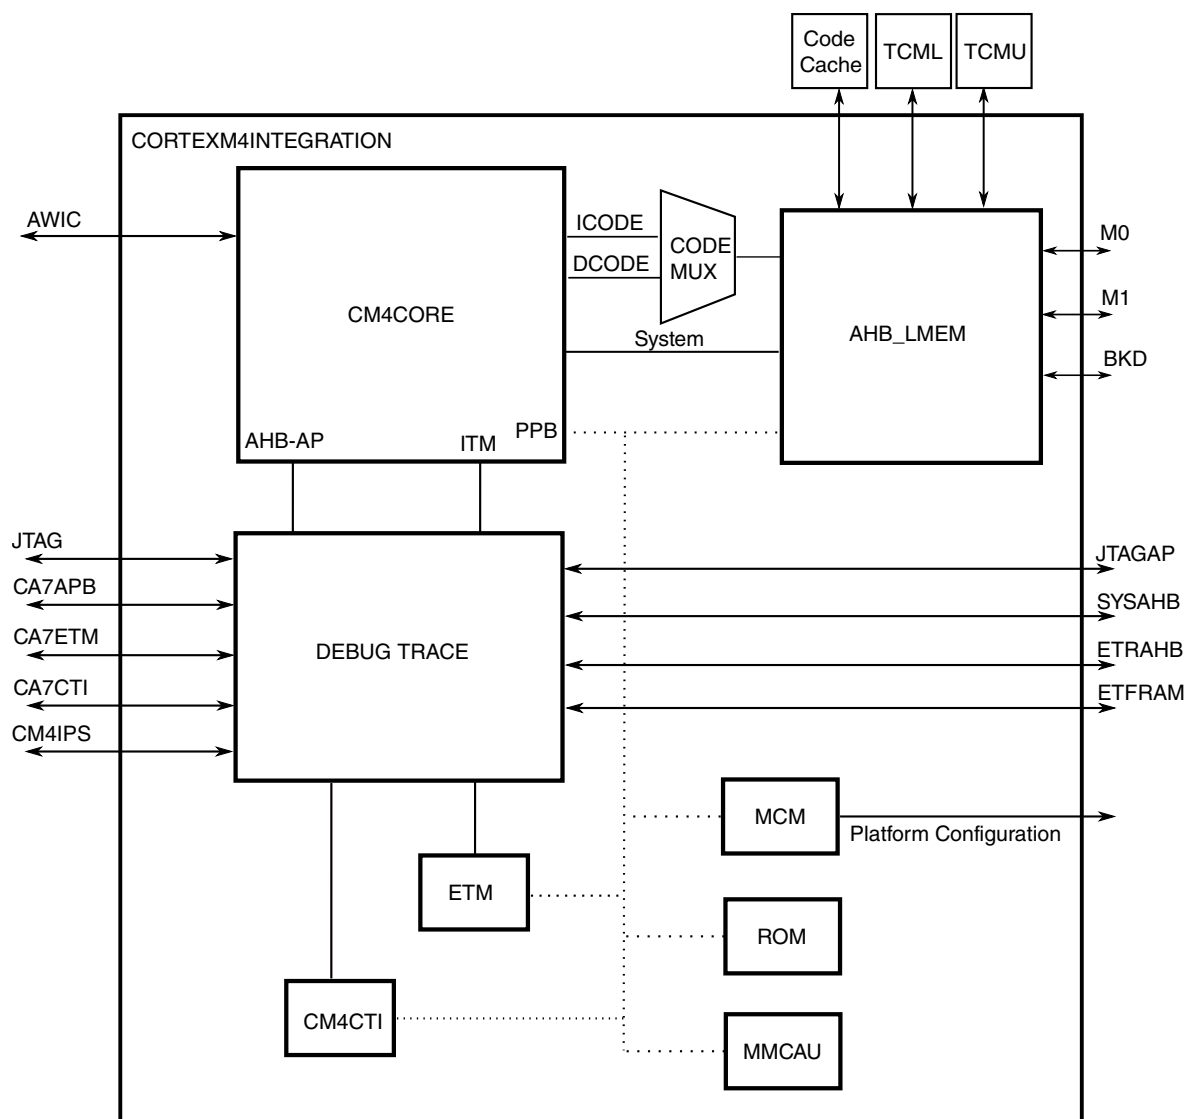 Code
Cache
TCML
TCMU
CORTEXM4INTEGRATION
AWIC
ICODE
DCODE
CODE
MUX
M0
M1
BKD
CM4CORE
AHB_LMEM
System
AHB-AP
ITM
PPB
JTAG
CA7APB
CA7ETM
CA7CTI
CM4IPS
DEBUG TRACE
JTAGAP
SYSAHB
ETRAHB
ETFRAM
MCM
Platform Configuration
ETM
ROM
CM4CTI
MMCAU